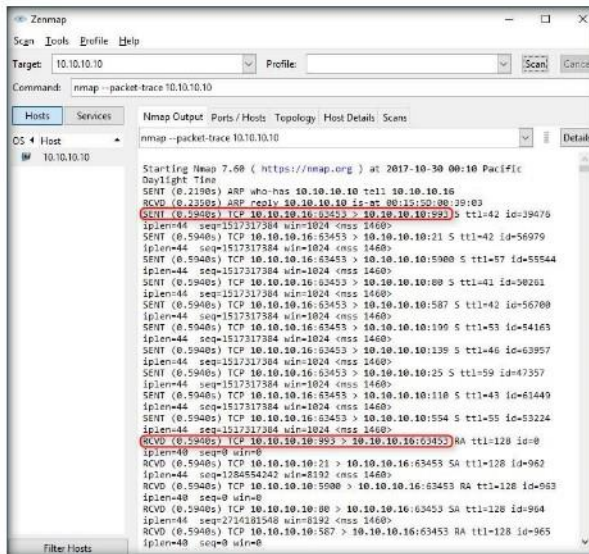 Zenmap
Scan Tools Profile Help
Target: 10.10.10.10 Profile: Scan Cance
Command: nmap --packet-trace 10.10.10.10
Hosts Services
Nmap Output Ports / Hosts Topology Host Details Scans
OS Host
nmap --packet-trace 10.10.10.10 Details
10.10.10.10
Starting Nmap 7.60 ( https://nmap.org ) at 2017-10-30 00:10 Pacific
Daylight Time
SENT (0.2190s) ARP who-has 10.10.10.10 tell 10.10.10.16
RCVD (0.2350s) ARP reply 10.10.10.10 is-at 00:15:5D:00:39:03
SENT (0.5940s) TCP 10.10.10.16:63453 > 10.10.10.10:993 S ttl=42 id=39476
iplen=44 seq=1517317384 win=1024 <mss 1460>
SENT (0.5940s) TCP 10.10.10.16:63453 > 10.10.10.10:21 S ttl=42 id=56979
iplen=44 seq=1517317384 win=1024 <mss 1460>
SENT (0.5940s) TCP 10.10.10.16:63453 > 10.10.10.10:5900 S ttl=57 id=55544
iplen=44 seq=1517317384 win=1024 <mss 1460>
SENT (0.5940s) TCP 10.10.10.16:63453 > 10.10.10.10:80 S ttl=41 id=50261
iplen=44 seq=1517317384 win=1024 <mss 1460>
SENT (0.5940s) TCP 10.10.10.16:63453 > 10.10.10.10:587 S ttl=42 id=56700
iplen=44 seq=1517317384 win=1024 <mss 1460>
SENT (0.5940s) TCP 10.10.10.16:63453 > 10.10.10.10:199 S ttl=53 id=54163
iplen=44 seq=1517317384 win=1024 <mss 1460>
SENT (0.5940s) TCP 10.10.10.16:63453 > 10.10.10.10:139 S ttl=46 id=63957
iplen=44 seq=1517317384 win=1024 <mss 1460>
SENT (0.5940s) TCP 10.10.10.16:63453 > 10.10.10.10:25 S ttl=59 id=47357
iplen=44 seq=1517317384 win=1024 <mss 1460>
SENT (0.5940s) TCP 10.10.10.16:63453 > 10.10.10.10:110 S ttl=43 id=61449
iplen=44 seq=1517317384 win=1024 <mss 1460>
SENT (0.5940s) TCP 10.10.10.16:63453 > 10.10.10.10:554 S ttl=55 id=53224
iplen=44 seq=1517317384 win=1024 <mss 1460>
RCVD (0.5940s) TCP 10.10.10.10:993 > 10.10.10.16:63453 RA ttl=128 id=0
iplen=40 seq=0 win=0
RCVD (0.5940s) TCP 10.10.10.10:21 > 10.10.10.16:63453 SA ttl=128 id=962
iplen=44 seq=1284554242 win=8192 <mss 1460>
RCVD (0.5940s) TCP 10.10.10.10:5900 > 10.10.10.16:63453 RA ttl=128 id=963
iplen=40 seq=0 win=0
RCVD (0.5940s) TCP 10.10.10.10:80 > 10.10.10.16:63453 SA ttl=128 id=964
iplen=44 seq=2714181548 win=8192 <mss 1460>
RCVD (0.5940s) TCP 10.10.10.10:587 > 10.10.10.16:63453 RA ttl=128 id=965
iplen=40 seq=0 win=0
Filter Hosts